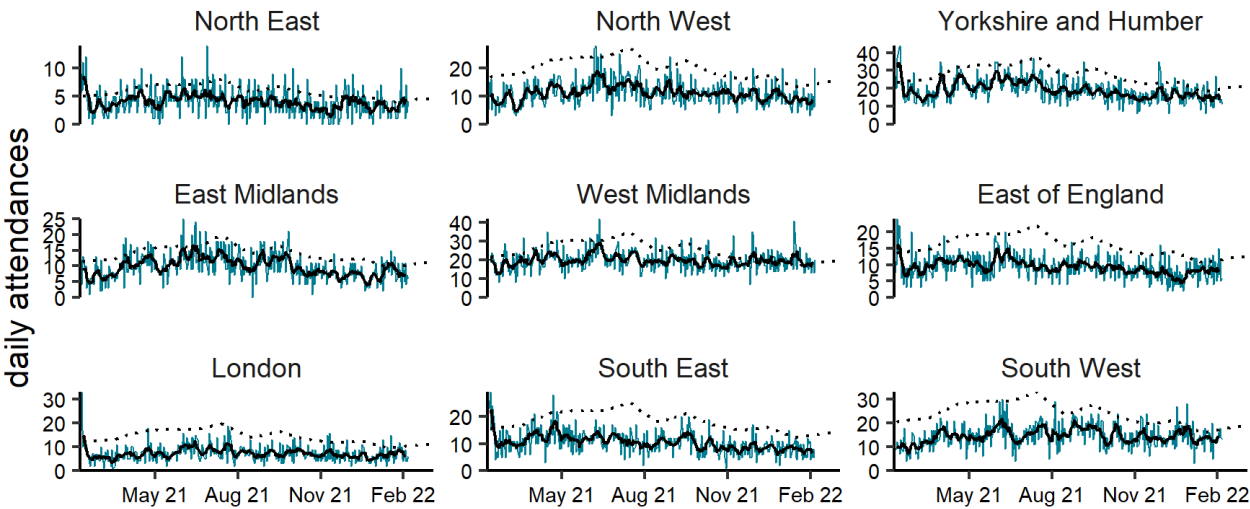 North East
North West
Yorkshire and Humber
10
5
0
20
10
0
40
30
20
10
0
daily attendances
East Midlands
West Midlands
East of England
25
20
15
10
5
0
40
30
20
10
0
20
15
10
5
0
London
South East
South West
30
20
10
0
20
10
0
30
20
10
0
May 21 Aug 21 Nov 21 Feb 22
May 21 Aug 21 Nov 21 Feb 22
May 21 Aug 21 Nov 21 Feb 22